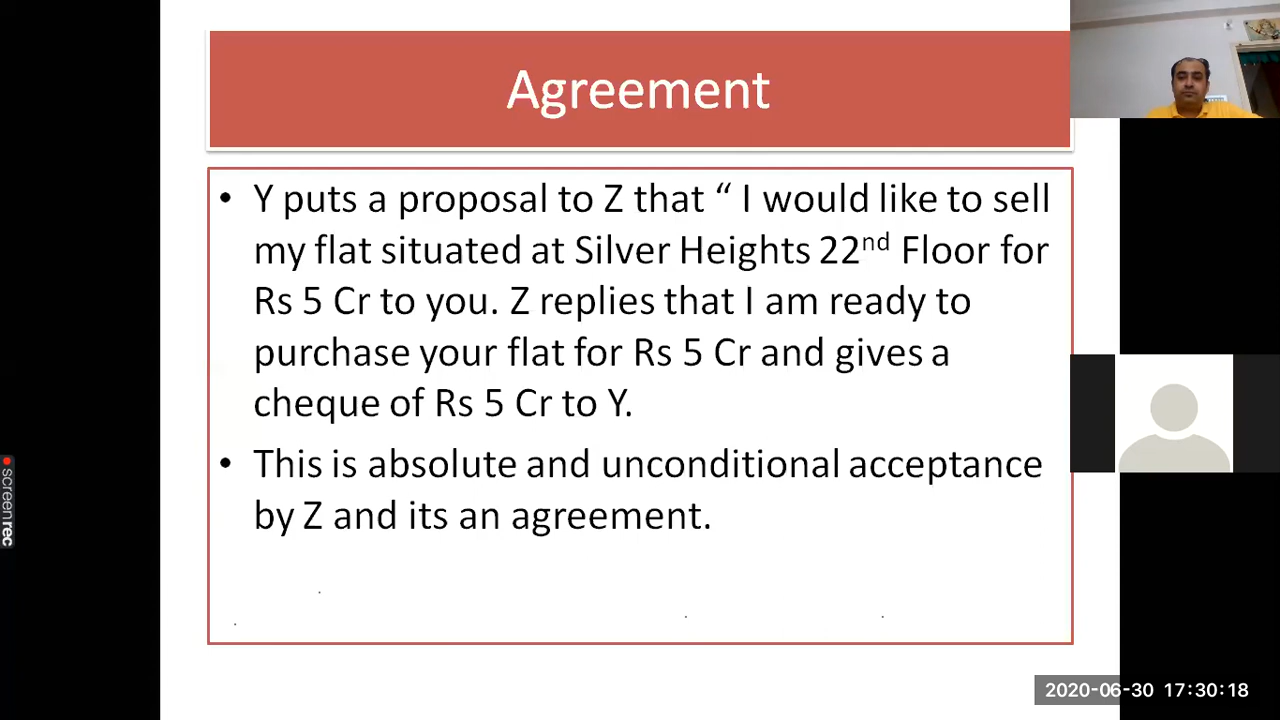 Agreement
• Y puts a proposal to Z that “ I would like to sell
my flat situated at Silver Heights 22nd Floor for
Rs 5 Cr to you. Z replies that I am ready to
purchase your flat for Rs 5 Cr and gives a
cheque of Rs 5 Cr to Y.
• This is absolute and unconditional acceptance
by Z and its an agreement.
screenrec
2020-06-30 17:30:18